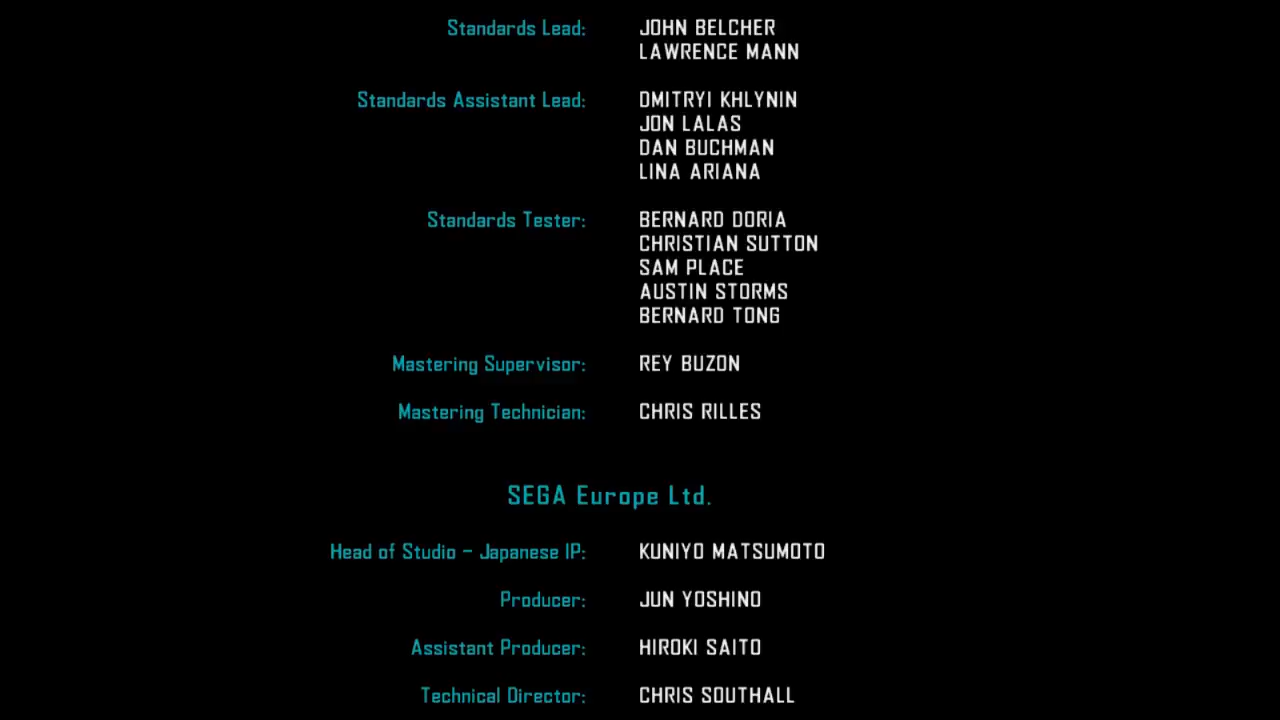 Standards Lead: JOHN BELCHER
LAWRENCE MANN
Standards Assistant Lead: DMITRYI KHLYNIN
JON LALAS
DAN BUCHMAN
LINA ARIANA
Standards Tester: BERNARD DORIA
CHRISTIAN SUTTON
SAM PLACE
AUSTIN STORMS
BERNARD TONG
Mastering Supervisor: REY BUZON
Mastering Technician: CHRIS RILLES
SEGA Europe Ltd.
Head of Studio - Japanese IP: KUNIYO MATSUMOTO
Producer: JUN YOSHINO
Assistant Producer: HIROKI SAITO
Technical Director: CHRIS SOUTHALL